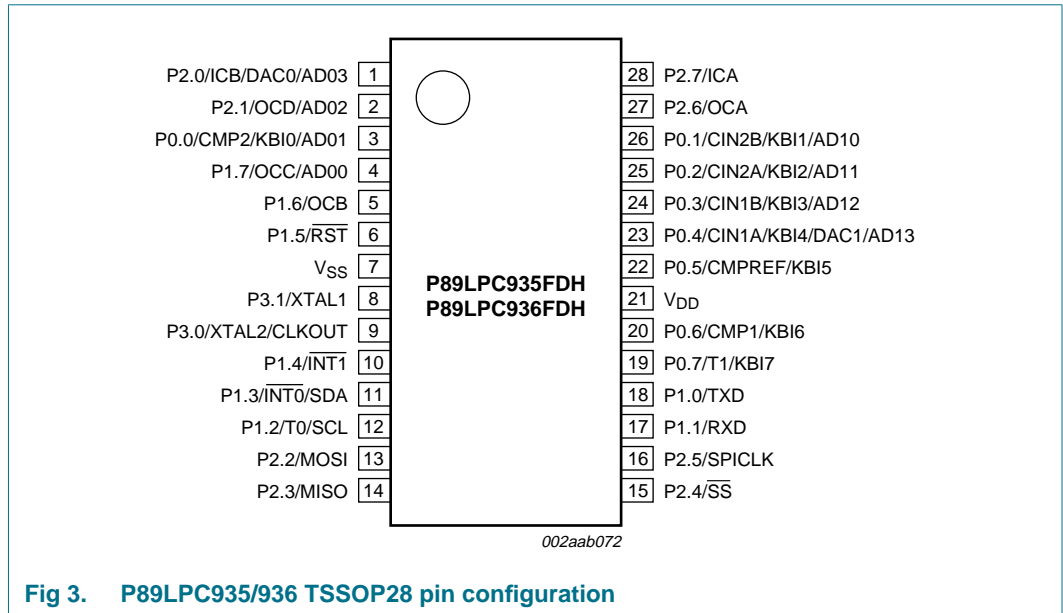 P2.0/ICB/DAC0/AD03 1
P2.1/OCD/AD02 2
P0.0/CMP2/KBI0/AD01 3
P1.7/OCC/AD00 4
P1.6/OCB 5
P1.5/R̅S̅T̅ 6
VSS 7
P3.1/XTAL1 8
P3.0/XTAL2/CLKOUT 9
P1.4/I̅N̅T̅1̅ 10
P1.3/I̅N̅T̅0̅/SDA 11
P1.2/T0/SCL 12
P2.2/MOSI 13
P2.3/MISO 14
P89LPC935FDH
P89LPC936FDH
28 P2.7/ICA
27 P2.6/OCA
26 P0.1/CIN2B/KBI1/AD10
25 P0.2/CIN2A/KBI2/AD11
24 P0.3/CIN1B/KBI3/AD12
23 P0.4/CIN1A/KBI4/DAC1/AD13
22 P0.5/CMPREF/KBI5
21 VDD
20 P0.6/CMP1/KBI6
19 P0.7/T1/KBI7
18 P1.0/TXD
17 P1.1/RXD
16 P2.5/SPICLK
15 P2.4/S̅S̅
002aab072
Fig 3. P89LPC935/936 TSSOP28 pin configuration